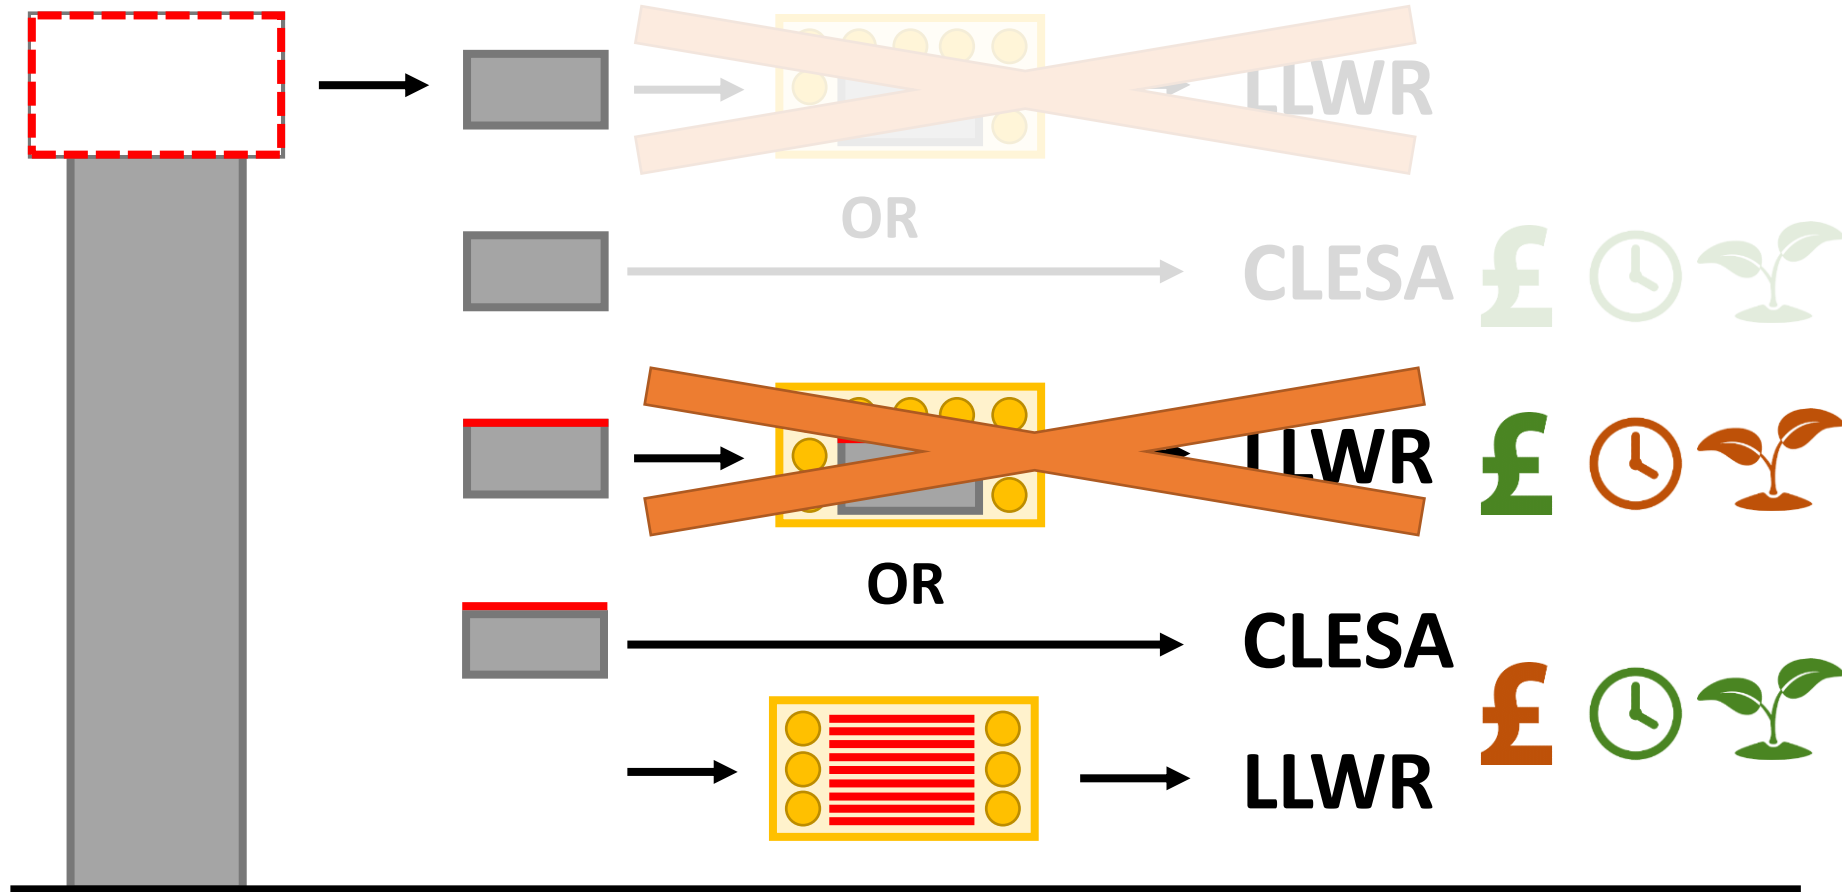 LLWR
OR
CLESA £
LLWR £
OR
CLESA
£
LLWR